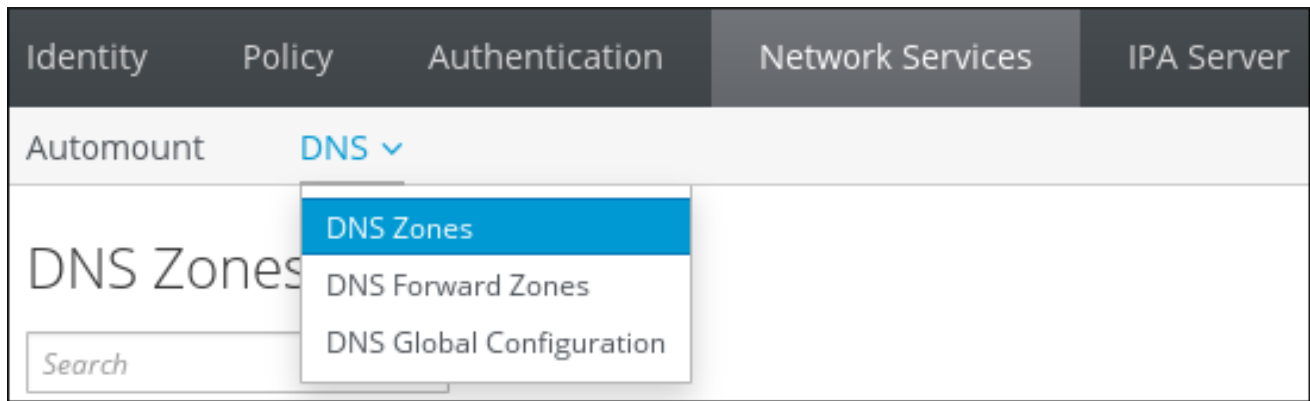 Identity Policy Authentication Network Services IPA Server
Automount DNS
DNS Zones
DNS Zones
DNS Forward Zones
DNS Global Configuration
Search